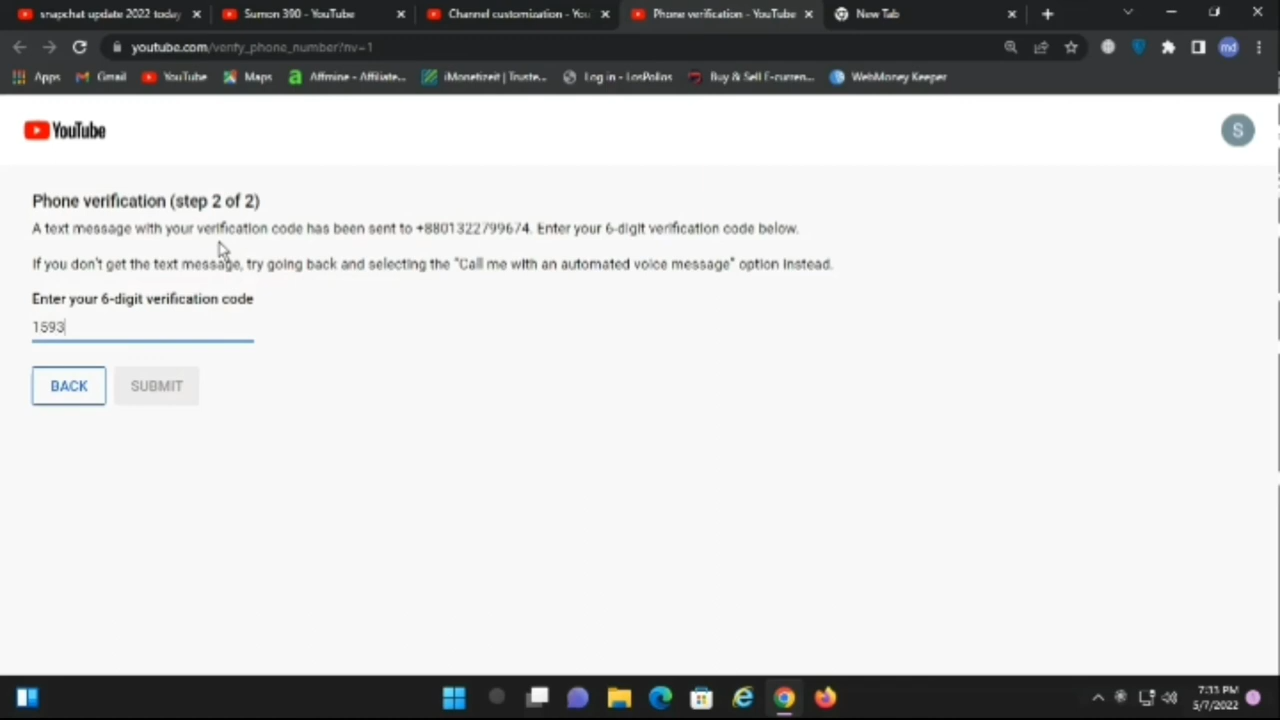 snapchat update 2022 today
Sumon 390 - YouTube
Channel customization - You
Phone verification - YouTube
New Tab
youtube.com/verify_phone_number?nv=1
md
Apps
Gmail
YouTube
Maps
Affmine - Affiliate...
iMonetizeit | Truste...
Log in - LosPollos
Buy & Sell E-curren...
WebMoney Keeper
YouTube
S
Phone verification (step 2 of 2)
A text message with your verification code has been sent to +8801322799674. Enter your 6-digit verification code below.
If you don't get the text message, try going back and selecting the "Call me with an automated voice message" option instead.
Enter your 6-digit verification code
1593
BACK
SUBMIT
7:33 PM
5/7/2022